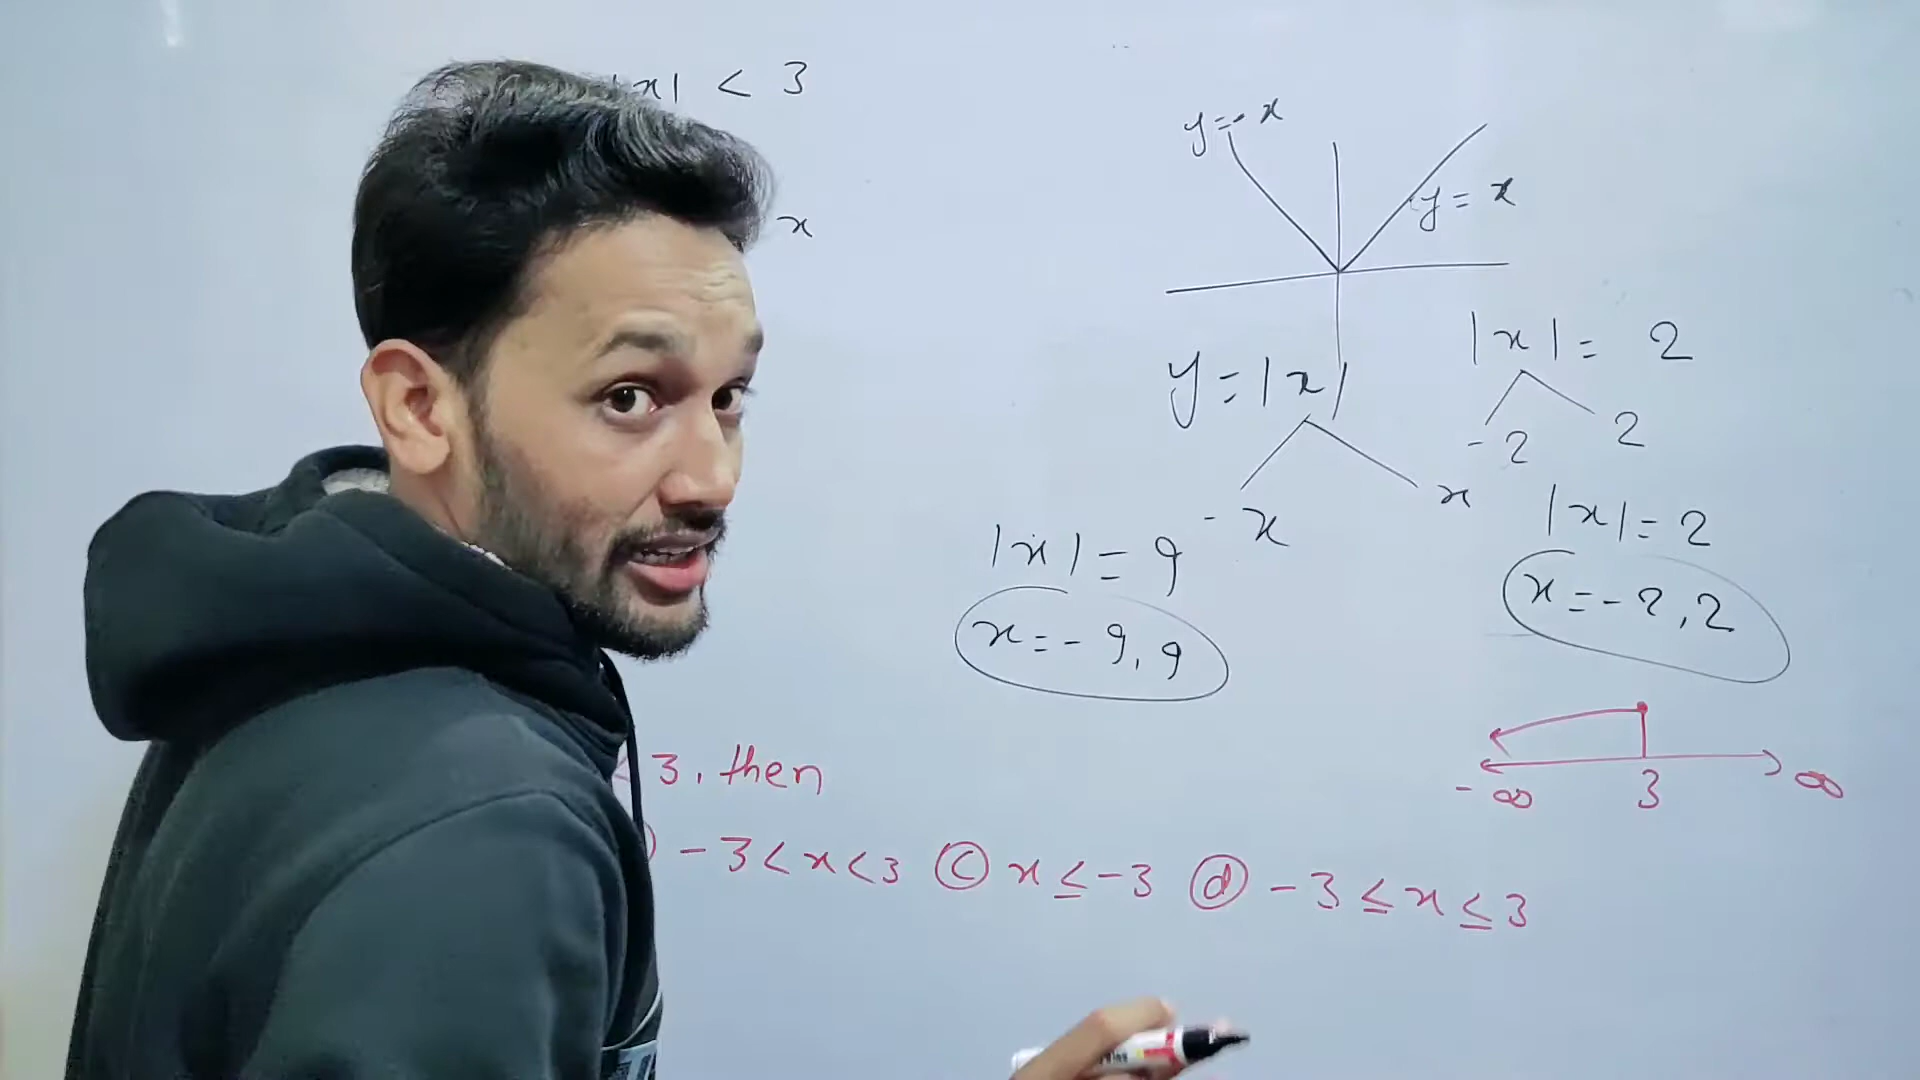 |x| < 3
x
y = - x
y = x
y = |x|
- x
x
|x| = 2
- 2
2
|x| = 9
x = - 9, 9
|x| = 2
x = - 2, 2
- ∞ 3 ∞
< 3, then
- 3 < x < 3 (c) x ≤ -3 (d) - 3 ≤ x ≤ 3